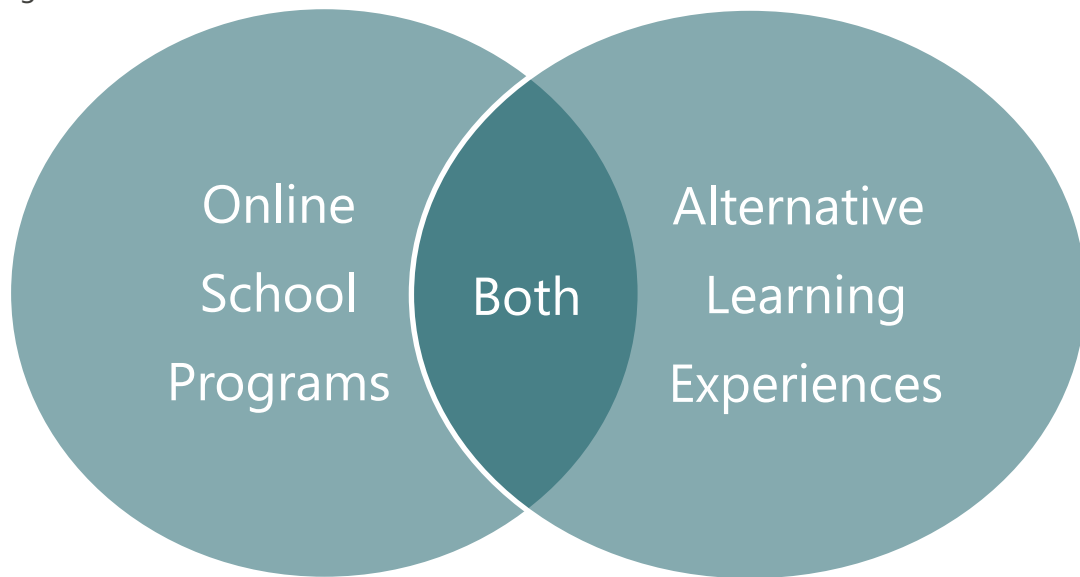 Online
School
Programs
Both
Alternative
Learning
Experiences